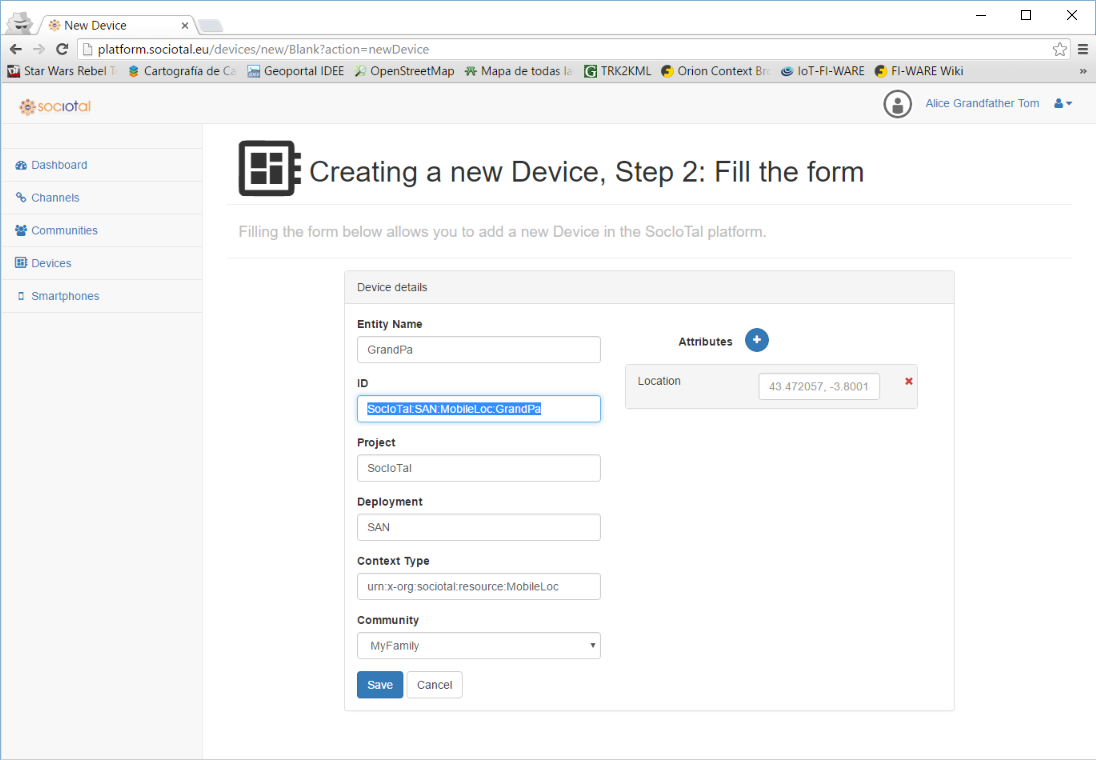 New Device
platform.sociotal.eu/devices/new/Blank?action=newDevice
Star Wars Rebel T Cartografía de Ca Geoportal IDEE OpenStreetMap Mapa de todas la TRK2KML Orion Context Bro IoT-FI-WARE FI-WARE Wiki »
sociotal
Alice Grandfather Tom
Dashboard
Channels
Communities
Devices
Smartphones
Creating a new Device, Step 2: Fill the form
Filling the form below allows you to add a new Device in the SocIoTal platform.
Device details
Entity Name
GrandPa
ID
SocIoTal:SAN:MobileLoc:GrandPa
Project
SocIoTal
Deployment
SAN
Context Type
urn:x-org:sociotal:resource:MobileLoc
Community
MyFamily
Save Cancel
Attributes
Location 43.472057, -3.8001